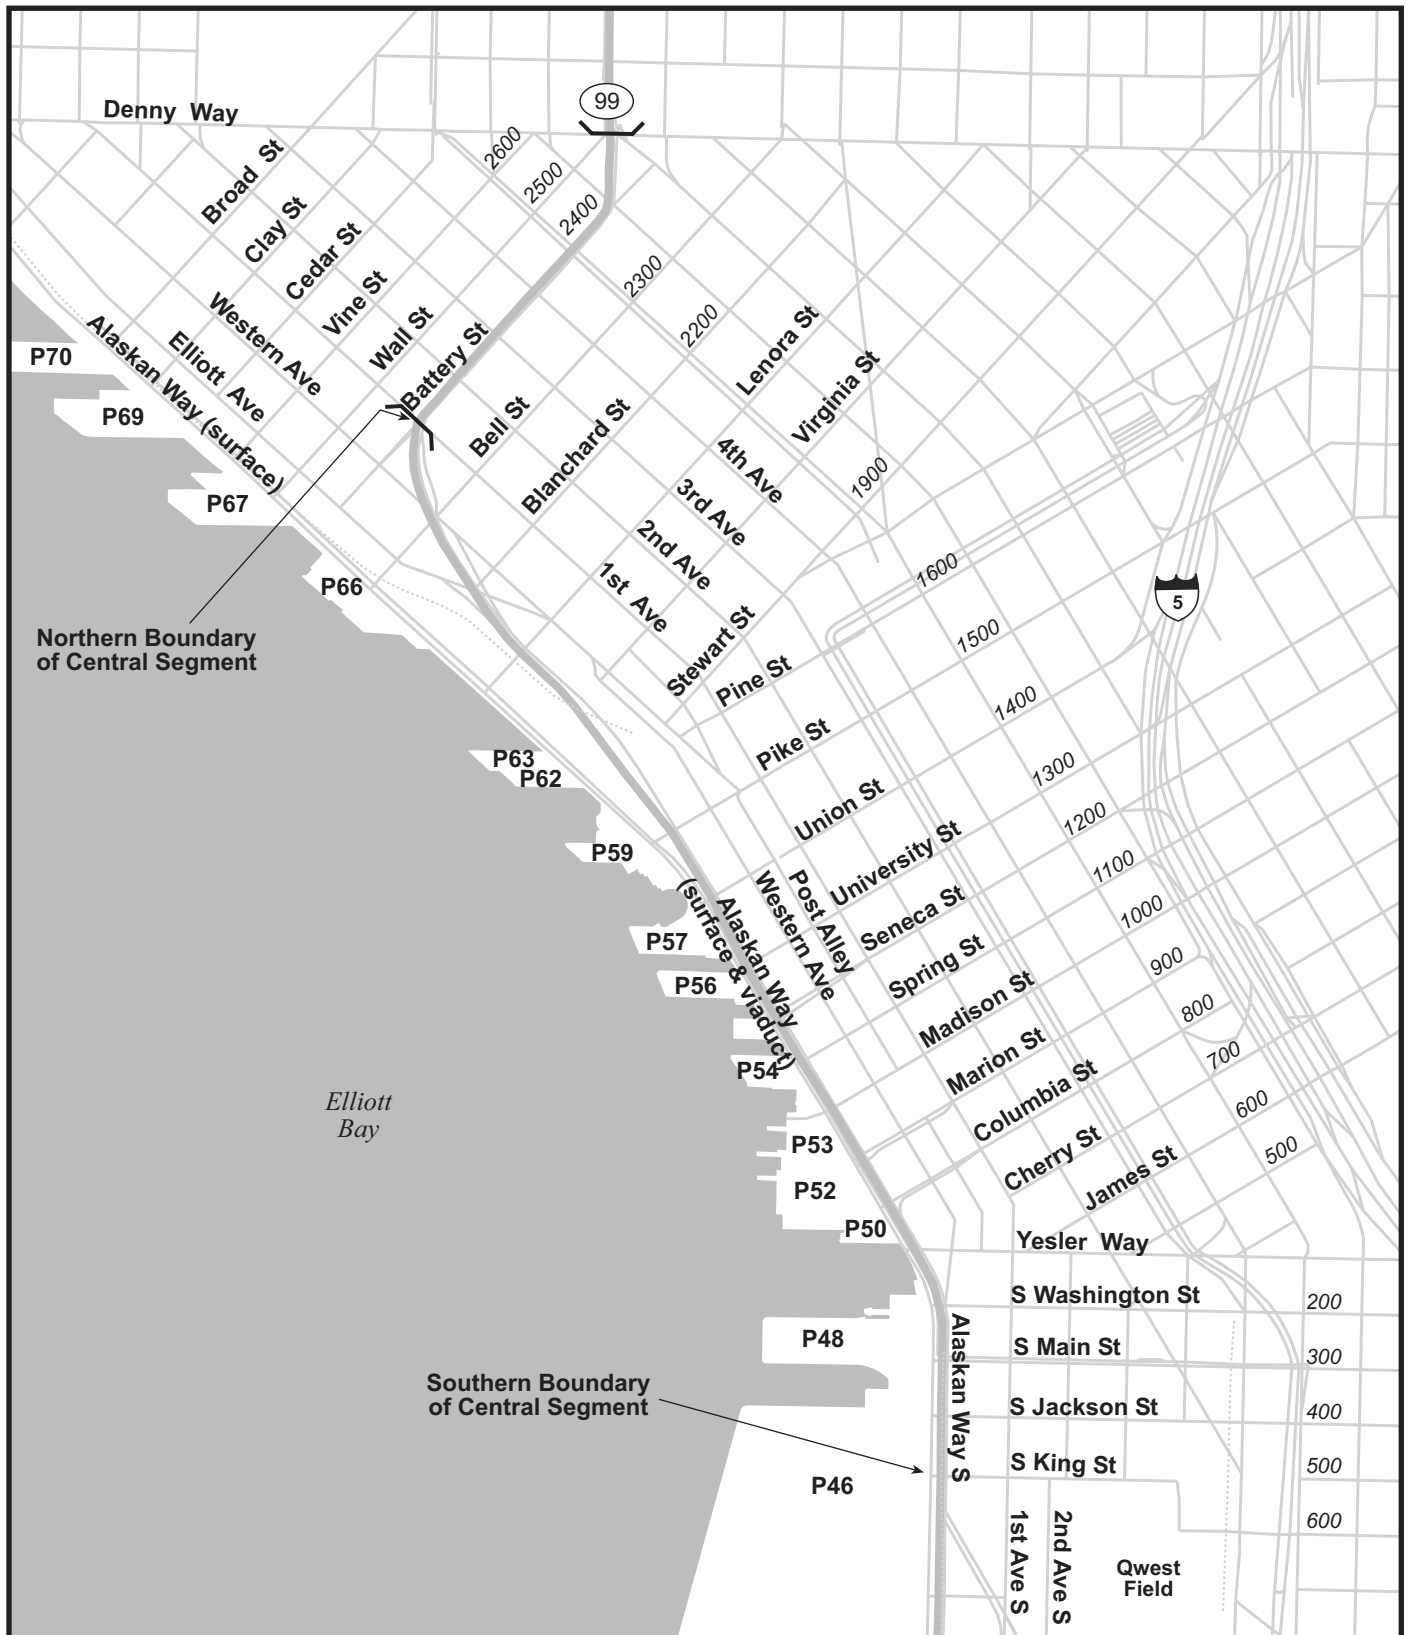 99
Denny Way
2600
2500
2400
2300
2200
Broad St
Clay St
Cedar St
Vine St
Wall St
Battery St
Western Ave
Elliott Ave
Alaskan Way (surface)
Bell St
Blanchard St
Lenora St
Virginia St
4th Ave
3rd Ave
2nd Ave
1st Ave
Stewart St
1900
P70
P69
P67
P66
Northern Boundary
of Central Segment
1600
5
Pine St
1500
Pike St
1400
Union St
1300
University St
1200
Seneca St
1100
Spring St
1000
Madison St
900
Marion St
800
Columbia St
700
Cherry St
600
James St
500
P63
P62
P59
P57
P56
P54
P53
P52
P50
Post Alley
Western Ave
Alaskan Way
(surface & viaduct)
Elliott
Bay
Yesler Way
S Washington St
200
P48
S Main St
300
Southern Boundary
of Central Segment
S Jackson St
400
Alaskan Way S
S King St
500
P46
600
1st Ave S
2nd Ave S
Qwest
Field